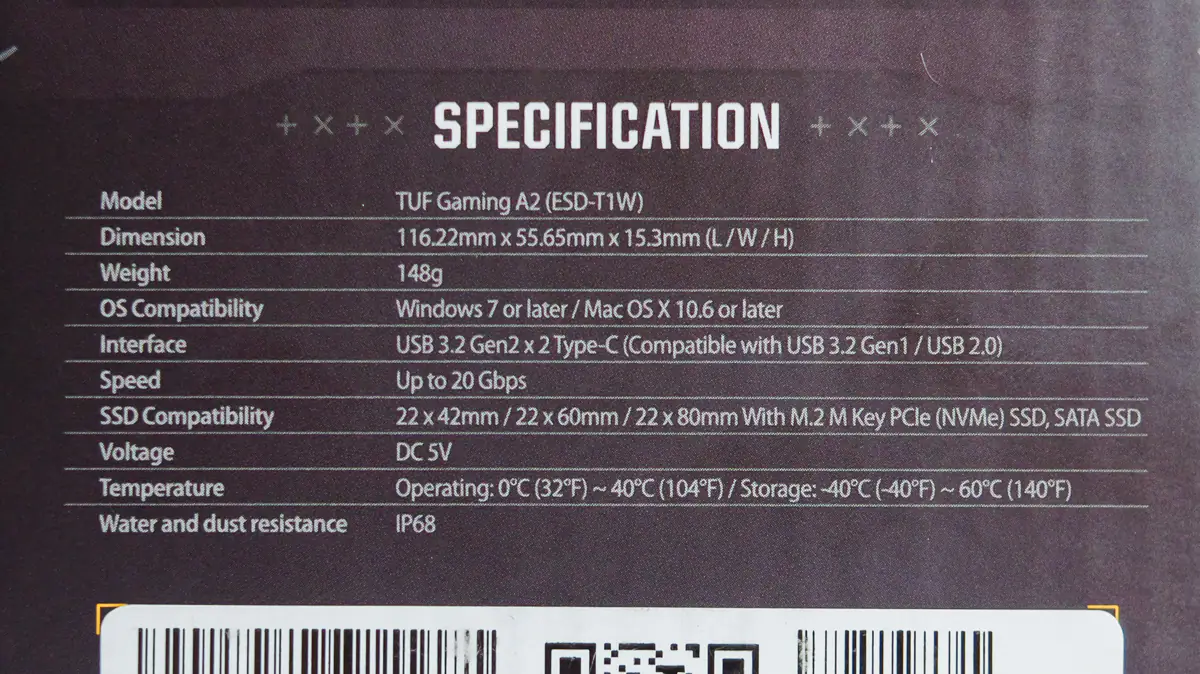 SPECIFICATION
Model TUF Gaming A2 (ESD-T1W)
Dimension 116.22mm x 55.65mm x 15.3mm (L / W / H)
Weight 148g
OS Compatibility Windows 7 or later / Mac OS X 10.6 or later
Interface USB 3.2 Gen2 x 2 Type-C (Compatible with USB 3.2 Gen1 / USB 2.0)
Speed Up to 20 Gbps
SSD Compatibility 22 x 42mm / 22 x 60mm / 22 x 80mm With M.2 M Key PCIe (NVMe) SSD, SATA SSD
Voltage DC 5V
Temperature Operating: 0°C (32°F) ~ 40°C (104°F) / Storage: -40°C (-40°F) ~ 60°C (140°F)
Water and dust resistance IP68